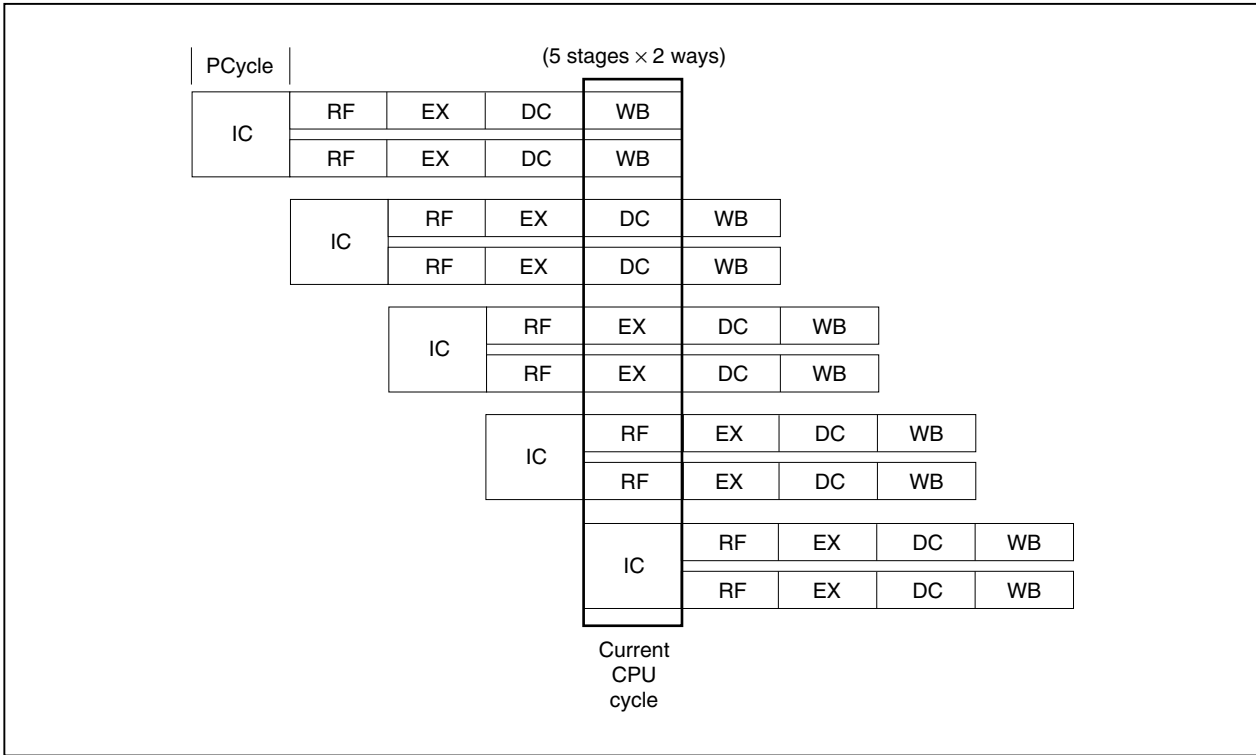 (5 stages × 2 ways)
PCycle
RF EX DC WB
IC
RF EX DC WB
RF EX DC WB
IC
RF EX DC WB
RF EX DC WB
IC
RF EX DC WB
RF EX DC WB
IC
RF EX DC WB
RF EX DC WB
IC
RF EX DC WB
Current
CPU
cycle